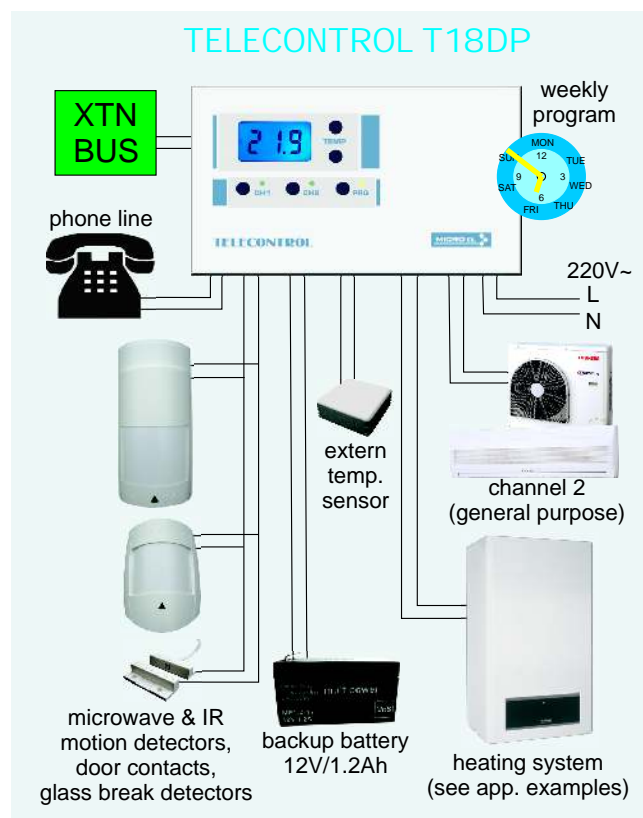 TELECONTROL T18DP
XTN
BUS
21.9
TEMP
CH1
CH2
PRG
TELECONTROL
MICRO EL
weekly
program
MON
TUE
WED
THU
FRI
SAT
SUN
12
3
6
9
phone line
220V~
L
N
extern
temp.
sensor
channel 2
(general purpose)
microwave & IR
motion detectors,
door contacts,
glass break detectors
backup battery
12V/1.2Ah
heating system
(see app. examples)